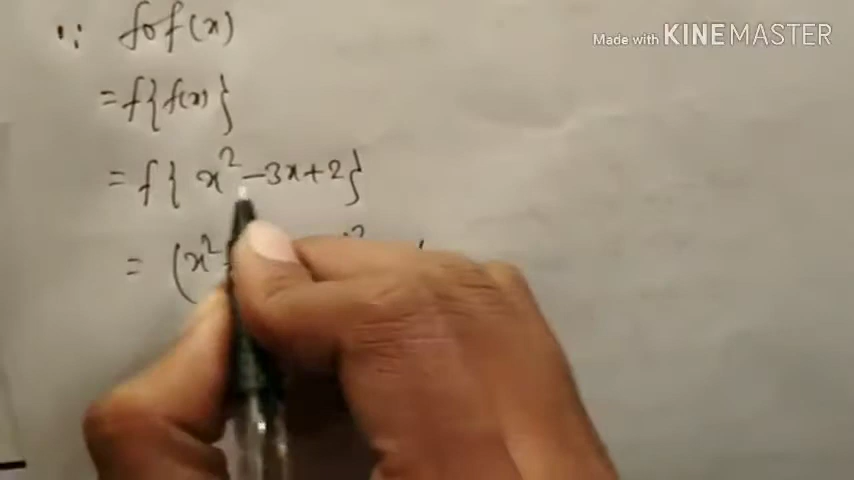 ∵ fof(x)
Made with KINEMASTER
= f{f(x)}
= f{ x² - 3x + 2}
= (x²